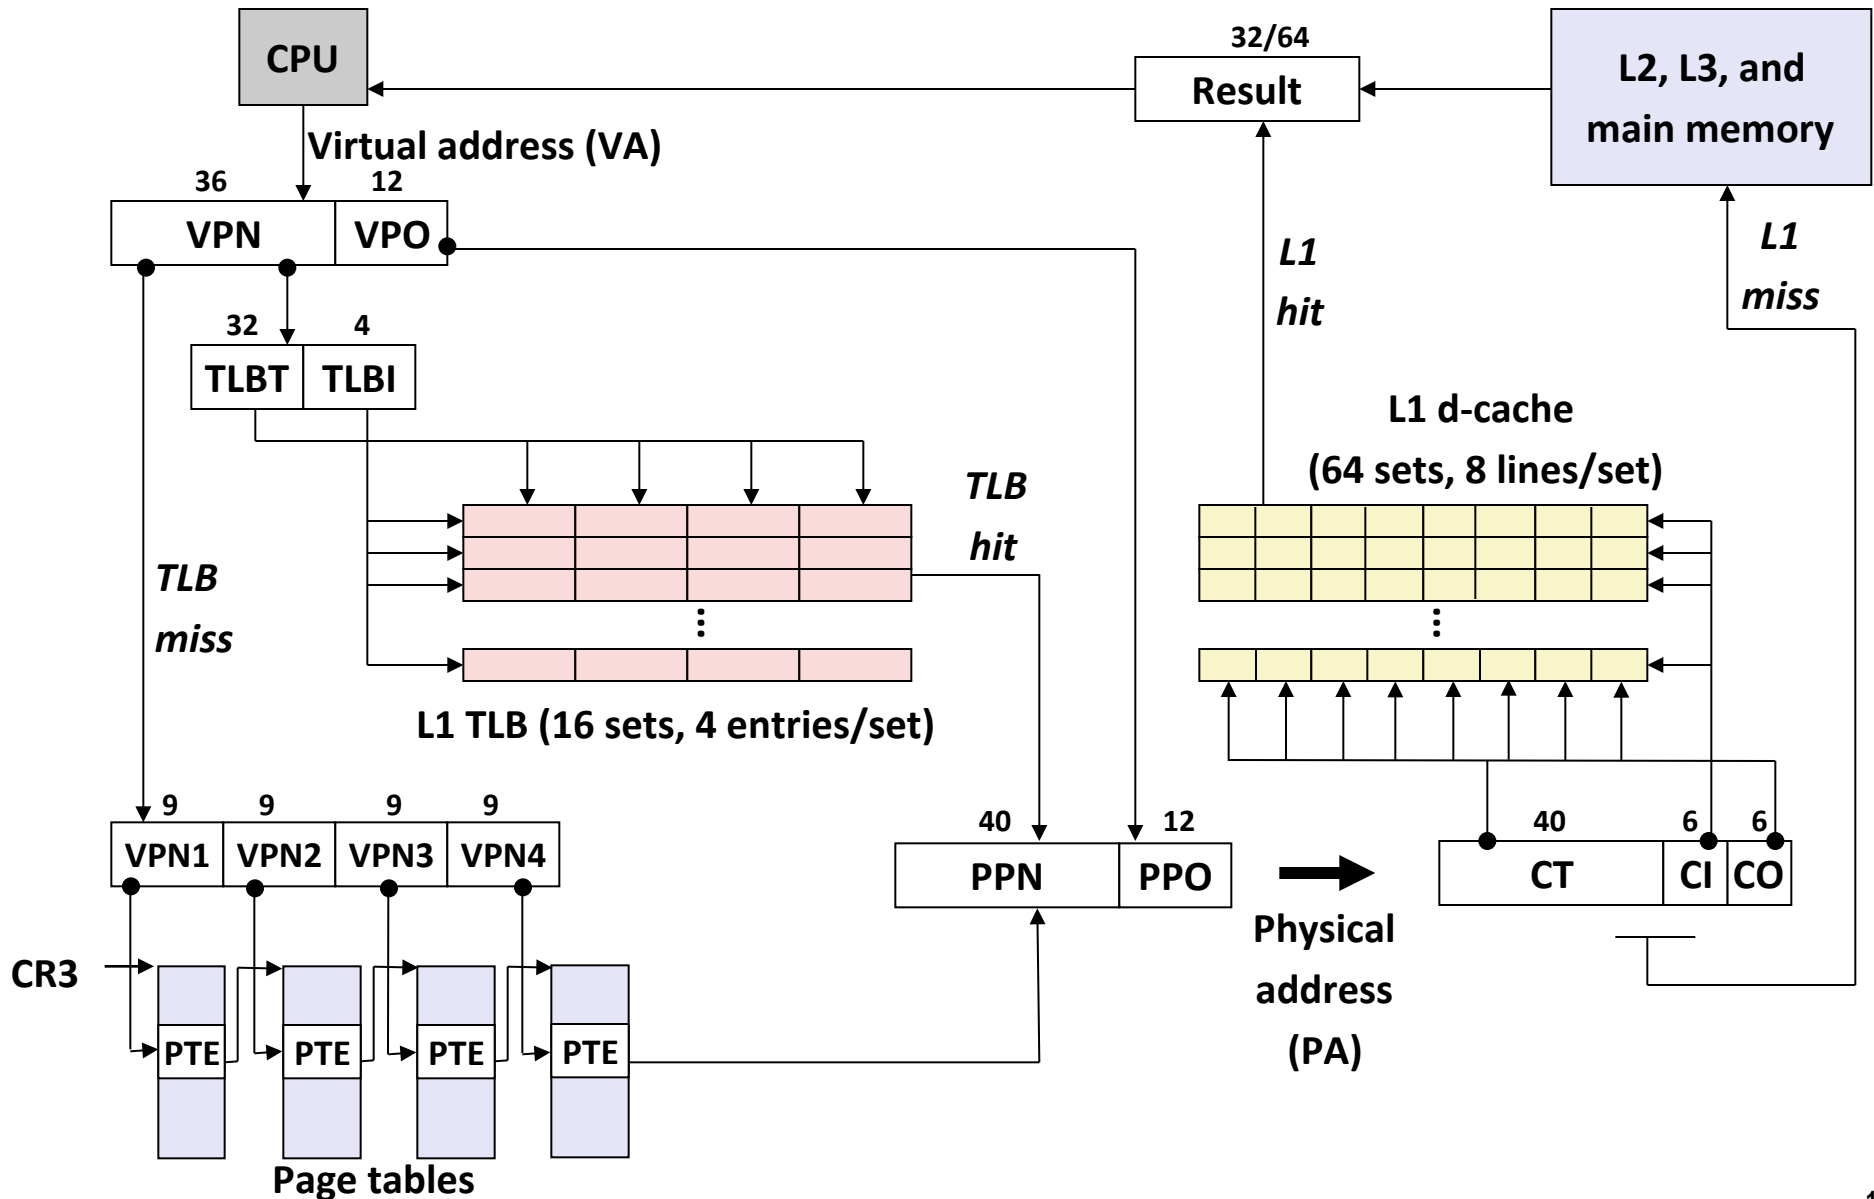 CPU
32/64
Result
L2, L3, and
main memory
Virtual address (VA)
36
12
VPN
VPO
L1
hit
L1
miss
32
4
TLBT
TLBI
L1 d-cache
(64 sets, 8 lines/set)
TLB
hit
TLB
miss
...
...
L1 TLB (16 sets, 4 entries/set)
9
9
9
9
VPN1
VPN2
VPN3
VPN4
40
12
PPN
PPO
40
6
6
CT
CI
CO
Physical
address
(PA)
CR3
PTE
PTE
PTE
PTE
Page tables